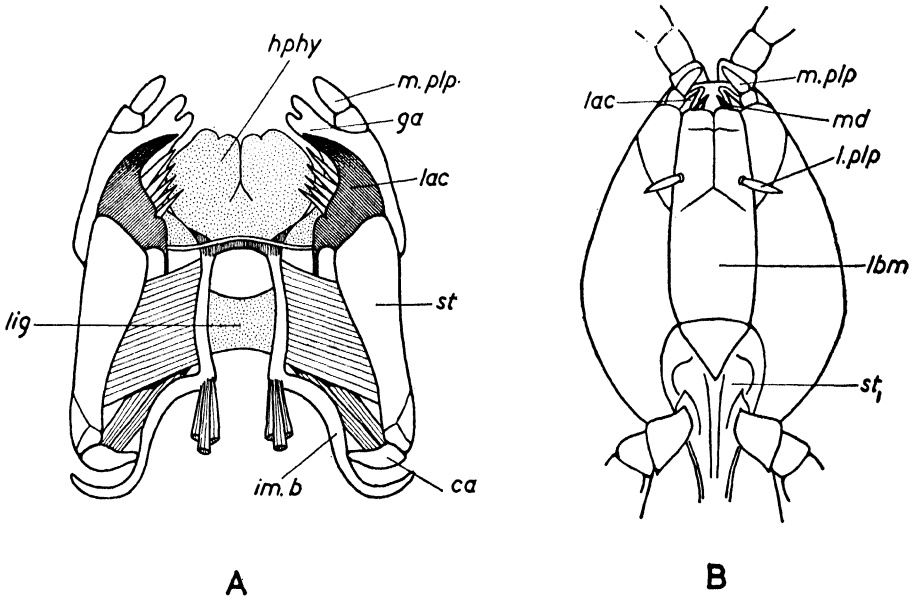 hphy
m.plp.
ga
lac
st
lig
im.b
ca
A
lac
m.plp
md
l.plp
lbm
st1
B